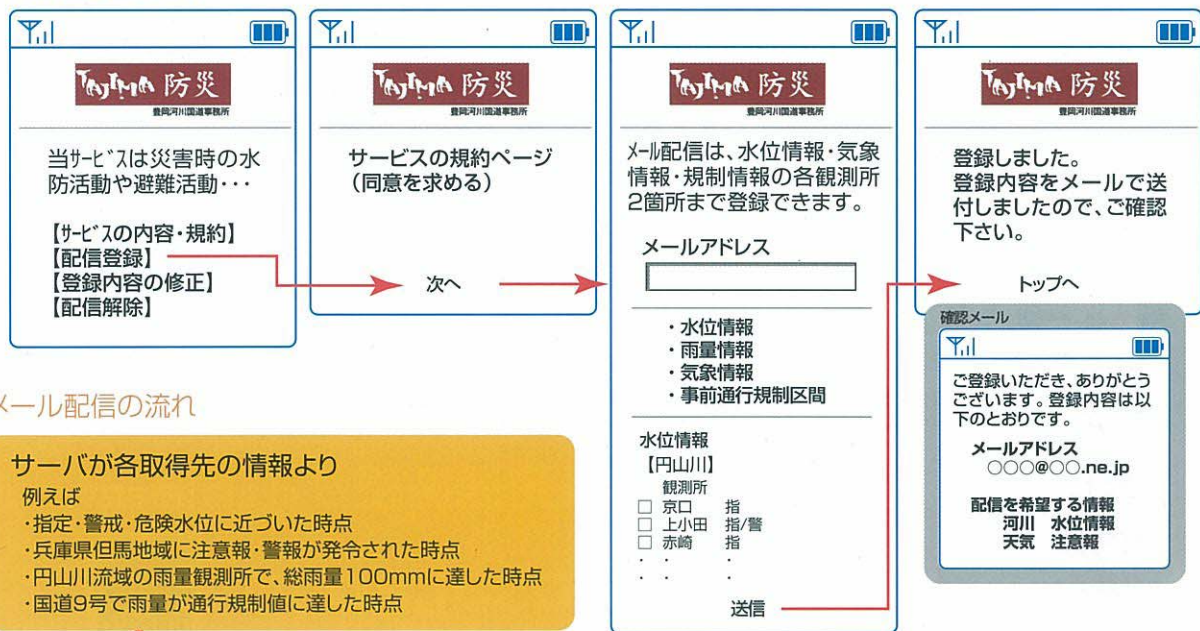 TAJIMA 防災
豊岡河川国道事務所
当サービスは災害時の水
防活動や避難活動・・・
【サービスの内容・規約】
【配信登録】
【登録内容の修正】
【配信解除】
TAJIMA 防災
豊岡河川国道事務所
サービスの規約ページ
（同意を求める）
次へ
TAJIMA 防災
豊岡河川国道事務所
メール配信は、水位情報・気象
情報・規制情報の各観測所
2箇所まで登録できます。
メールアドレス
・水位情報
・雨量情報
・気象情報
・事前通行規制区間
水位情報
【円山川】
観測所
□ 京口 指
□ 上小田 指/警
□ 赤崎 指
・ ・ ・
・ ・ ・
送信
TAJIMA 防災
豊岡河川国道事務所
登録しました。
登録内容をメールで送
付しましたので、ご確認
下さい。
トップへ
確認メール
ご登録いただき、ありがとう
ございます。登録内容は以
下のとおりです。
メールアドレス
○○○@○○.ne.jp
配信を希望する情報
河川 水位情報
天気 注意報
メール配信の流れ
サーバが各取得先の情報より
例えば
・指定・警戒・危険水位に近づいた時点
・兵庫県但馬地域に注意報・警報が発令された時点
・円山川流域の雨量観測所で、総雨量100mmに達した時点
・国道9号で雨量が通行規制値に達した時点